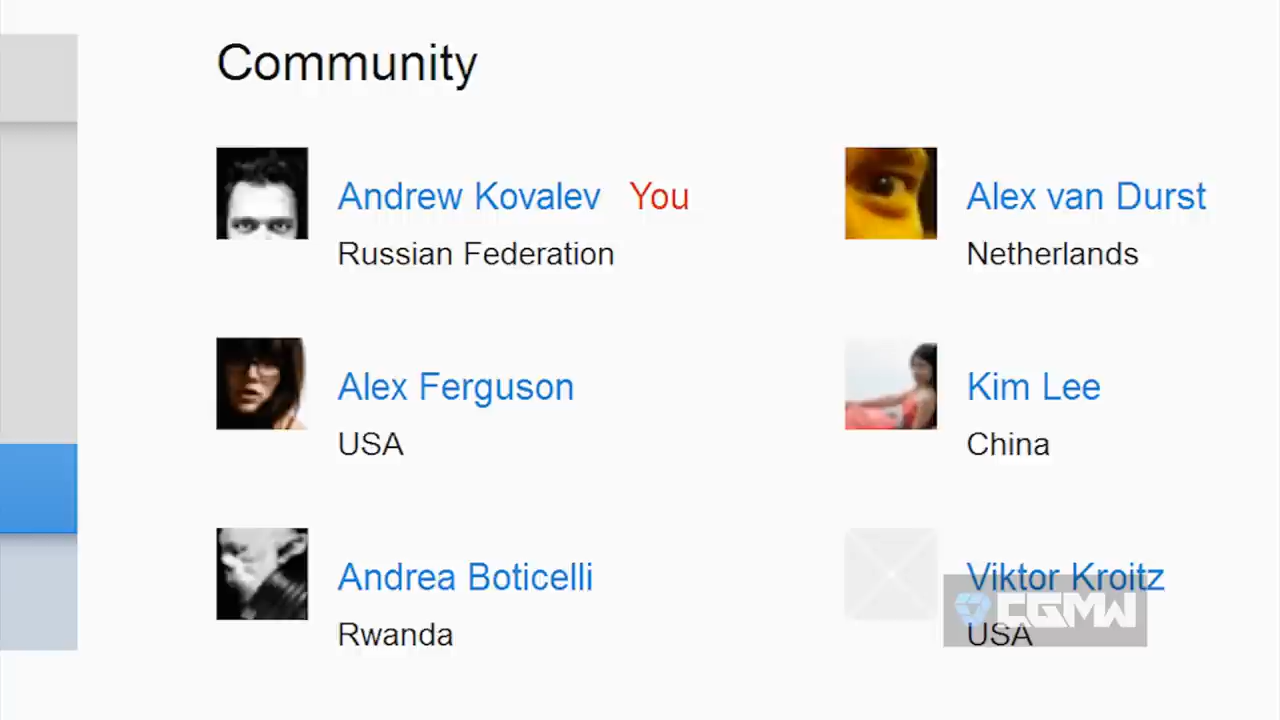 Community
Andrew Kovalev You
Russian Federation
Alex van Durst
Netherlands
Alex Ferguson
USA
Kim Lee
China
Andrea Boticelli
Rwanda
Viktor Kroitz
USA
CGMW